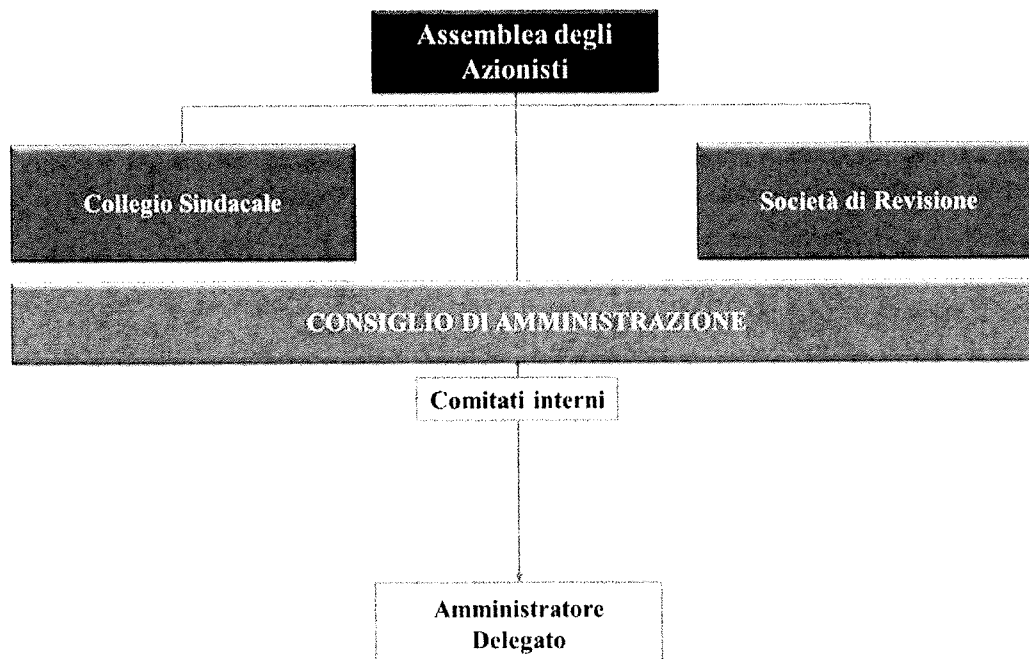 Assemblea degli
Azionisti
Collegio Sindacale
Società di Revisione
CONSIGLIO DI AMMINISTRAZIONE
Comitati interni
Amministratore
Delegato